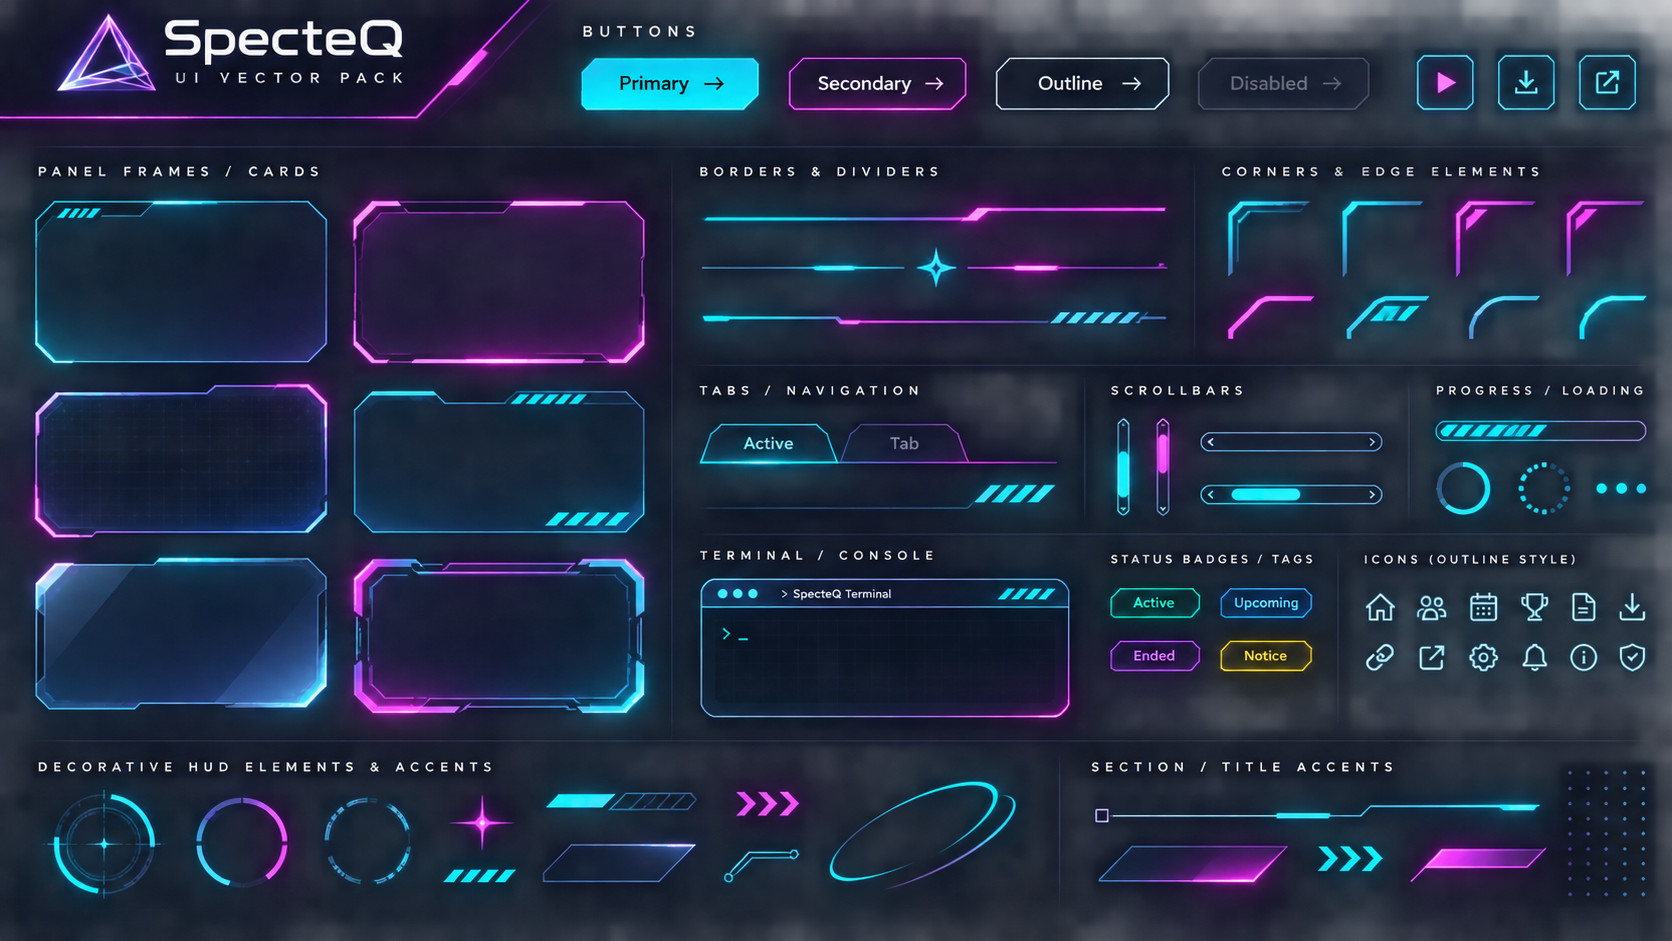 SpecteQ
UI VECTOR PACK
BUTTONS
Primary →
Secondary →
Outline →
Disabled →
PANEL FRAMES / CARDS
BORDERS & DIVIDERS
CORNERS & EDGE ELEMENTS
TABS / NAVIGATION
Active
Tab
SCROLLBARS
PROGRESS / LOADING
TERMINAL / CONSOLE
> SpecteQ Terminal
> _
STATUS BADGES / TAGS
Active
Upcoming
Ended
Notice
ICONS (OUTLINE STYLE)
DECORATIVE HUD ELEMENTS & ACCENTS
SECTION / TITLE ACCENTS